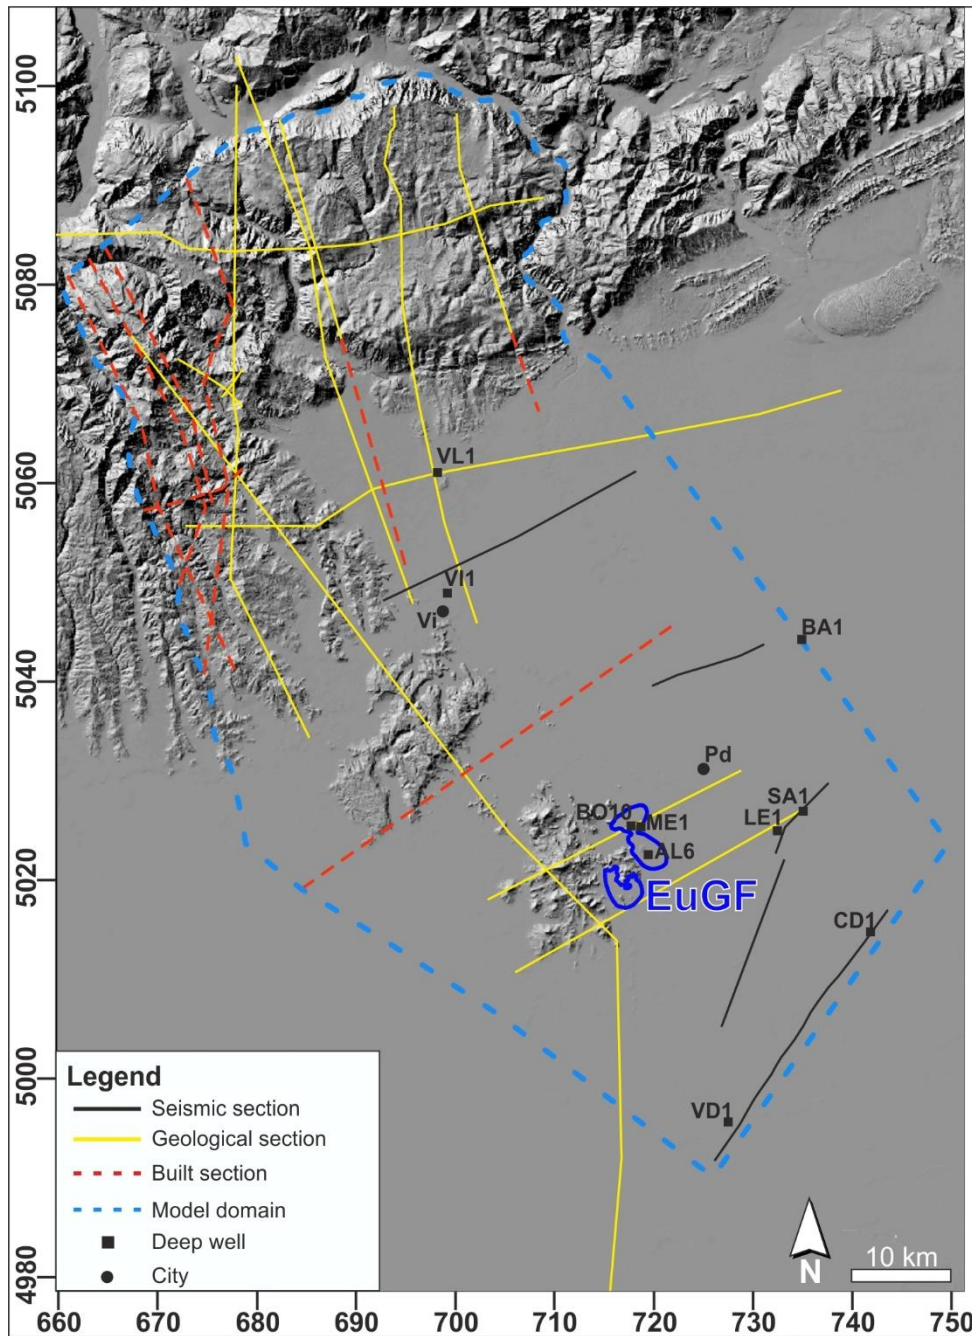 5100
5080
5060
5040
5020
5000
4980
VL1
VI1
Vi
BA1
Pd
SA1
LE1
BO10
ME1
AL6
EuGF
CD1
VD1
Legend
Seismic section
Geological section
Built section
Model domain
Deep well
City
N
10 km
660 670 680 690 700 710 720 730 740 750